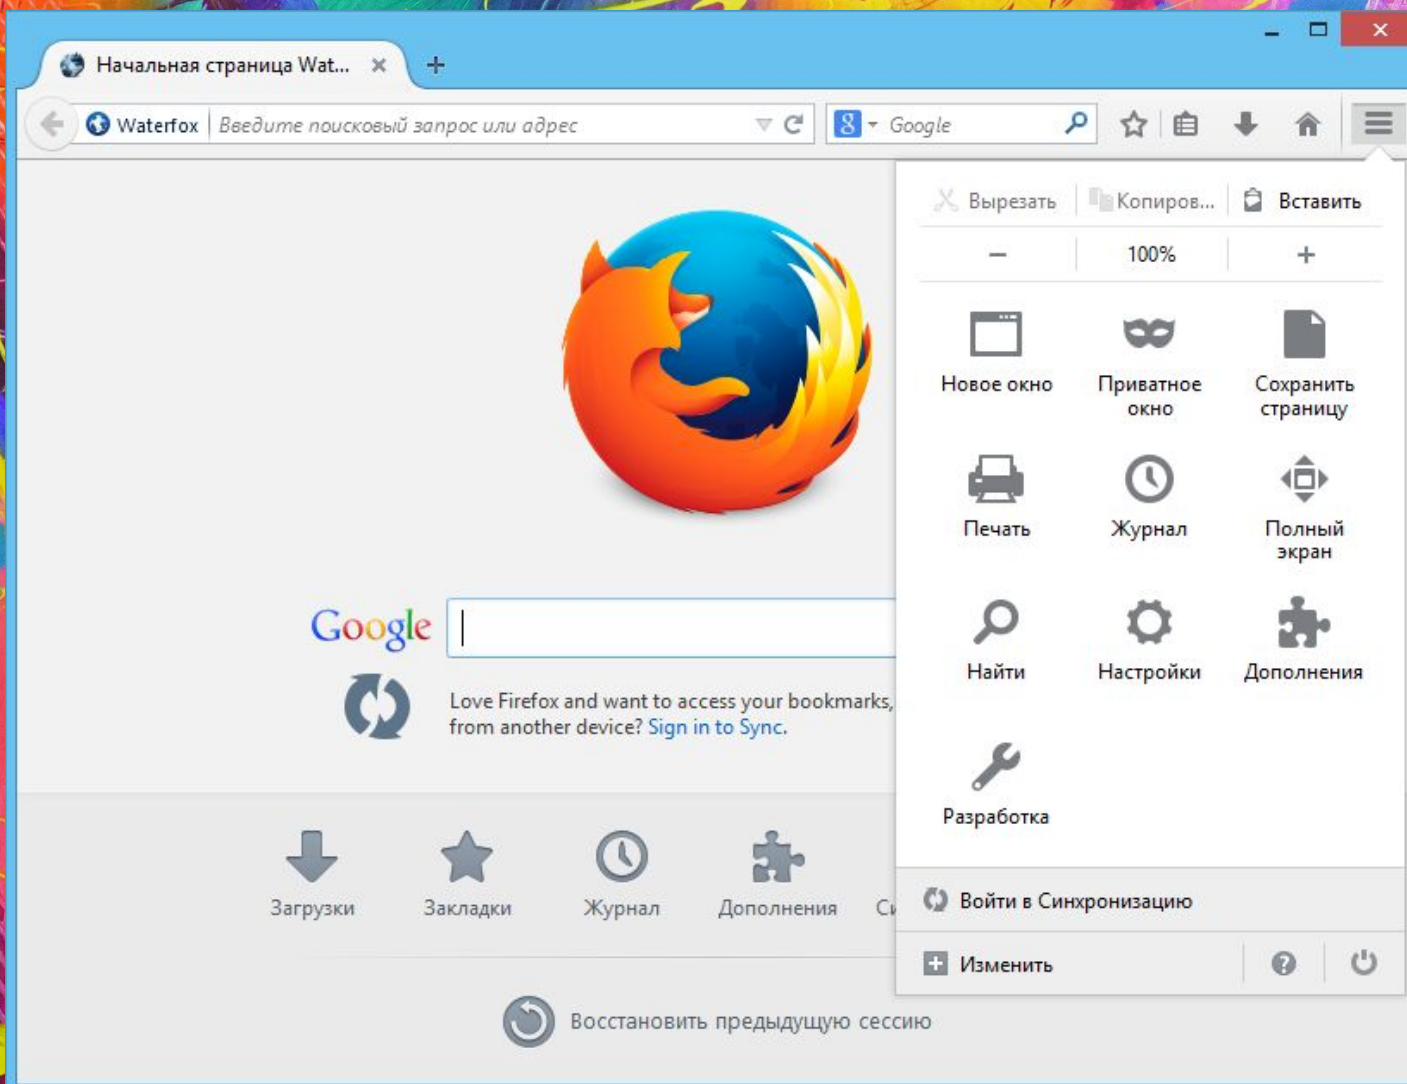 Начальная страница Wat...
Waterfox
Введите поисковый запрос или адрес
Google
Вырезать
Копиров...
Вставить
100%
Новое окно
Приватное
окно
Сохранить
страницу
Печать
Журнал
Полный
экран
Найти
Настройки
Дополнения
Разработка
Войти в Синхронизацию
Изменить
Google
Love Firefox and want to access your bookmarks,
from another device? Sign in to Sync.
Загрузки
Закладки
Журнал
Дополнения
Восстановить предыдущую сессию